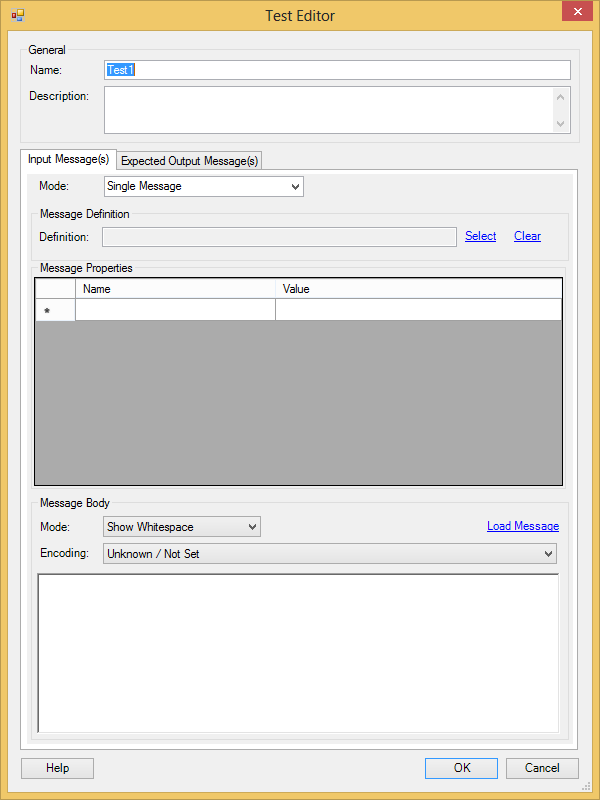 Test Editor
General
Name: Test1
Description:
Input Message(s) Expected Output Message(s)
Mode: Single Message
Message Definition
Definition: Select Clear
Message Properties
Name Value
*
Message Body
Mode: Show Whitespace Load Message
Encoding: Unknown / Not Set
Help OK Cancel